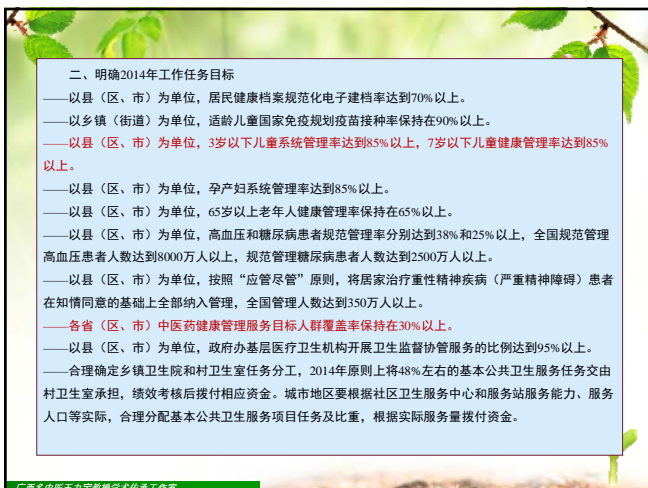 二、明确2014年工作任务目标
——以县（区、市）为单位，居民健康档案规范化电子建档率达到70%以上。
——以乡镇（街道）为单位，适龄儿童国家免疫规划疫苗接种率保持在90%以上。
——以县（区、市）为单位，3岁以下儿童系统管理率达到85%以上，7岁以下儿童健康管理率达到85%
以上。
——以县（区、市）为单位，孕产妇系统管理率达到85%以上。
——以县（区、市）为单位，65岁以上老年人健康管理率保持在65%以上。
——以县（区、市）为单位，高血压和糖尿病患者规范管理率分别达到38%和25%以上，全国规范管理
高血压患者人数达到8000万人以上，规范管理糖尿病患者人数达到2500万人以上。
——以县（区、市）为单位，按照“应管尽管”原则，将居家治疗重性精神疾病（严重精神障碍）患者
在知情同意的基础上全部纳入管理，全国管理人数达到350万人以上。
——各省（区、市）中医药健康管理服务目标人群覆盖率保持在30%以上。
——以县（区、市）为单位，政府办基层医疗卫生机构开展卫生监督协管服务的比例达到95%以上。
——合理确定乡镇卫生院和村卫生室任务分工，2014年原则上将48%左右的基本公共卫生服务任务交由
村卫生室承担，绩效考核后拨付相应资金。城市地区要根据社区卫生服务中心和服务站服务能力、服务
人口等实际，合理分配基本公共卫生服务项目任务及比重，根据实际服务量拨付资金。